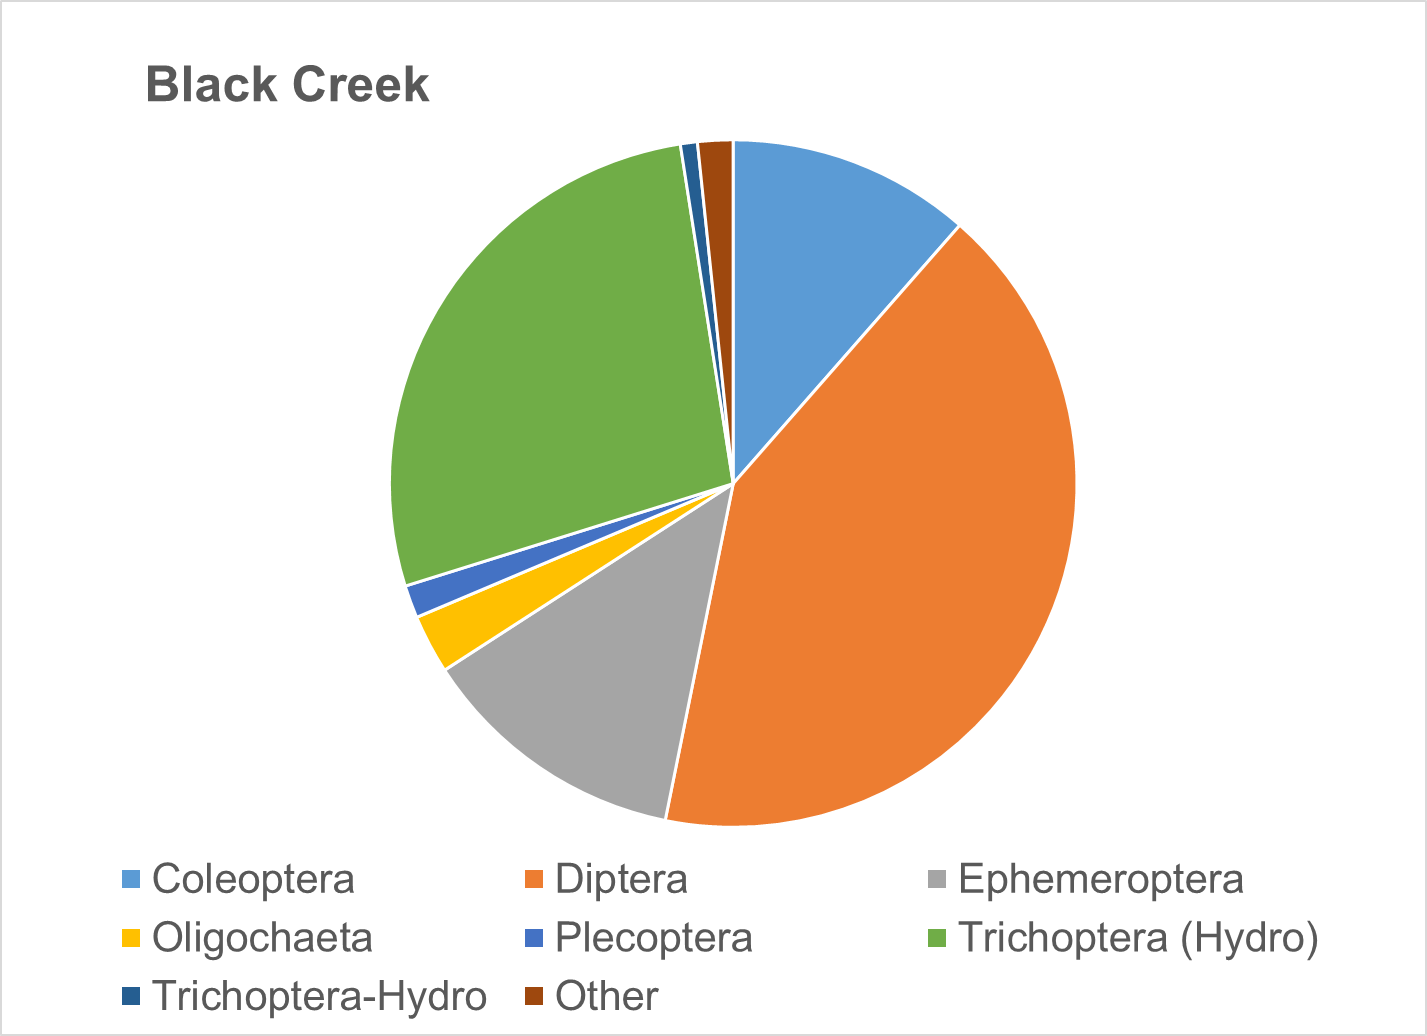 Black Creek
Coleoptera Diptera Ephemeroptera
Oligochaeta Plecoptera Trichoptera (Hydro)
Trichoptera-Hydro Other